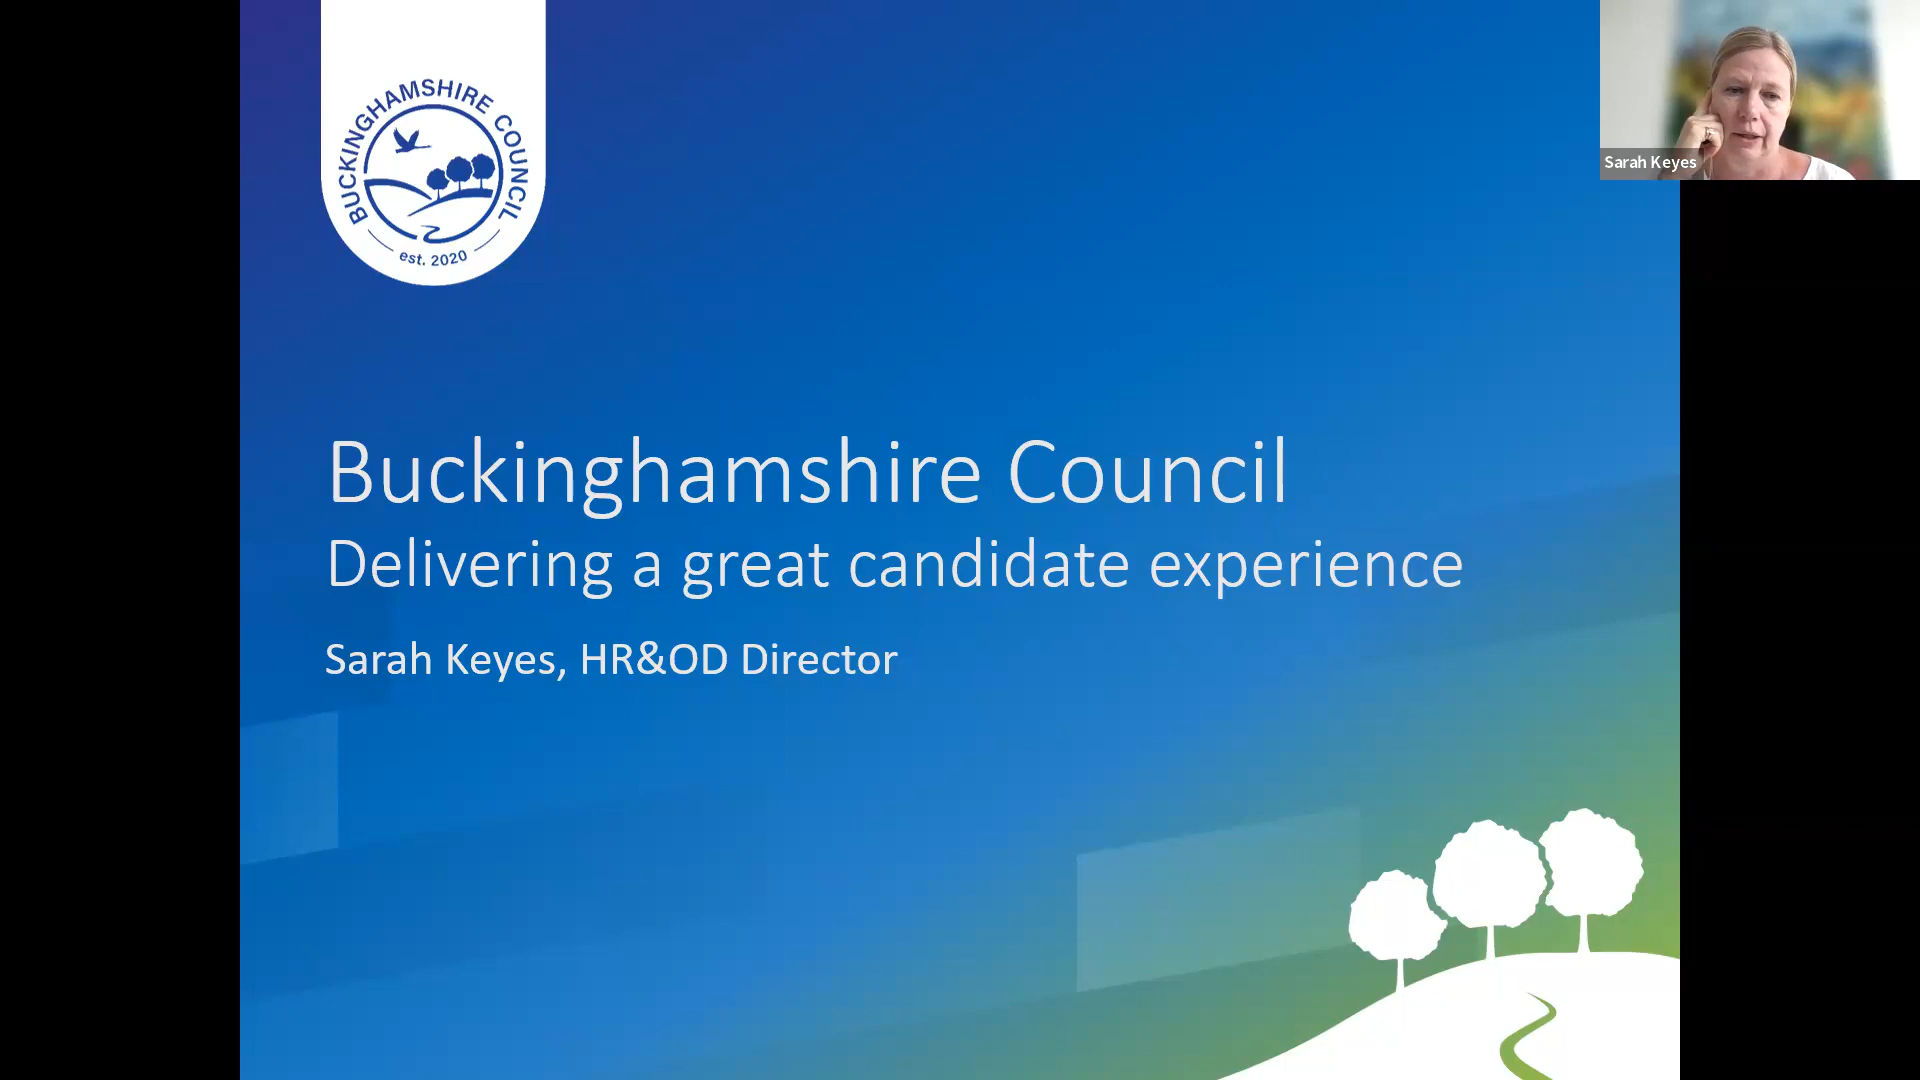 BUCKINGHAMSHIRE COUNCIL
est. 2020
Sarah Keyes
Buckinghamshire Council
Delivering a great candidate experience
Sarah Keyes, HR&OD Director